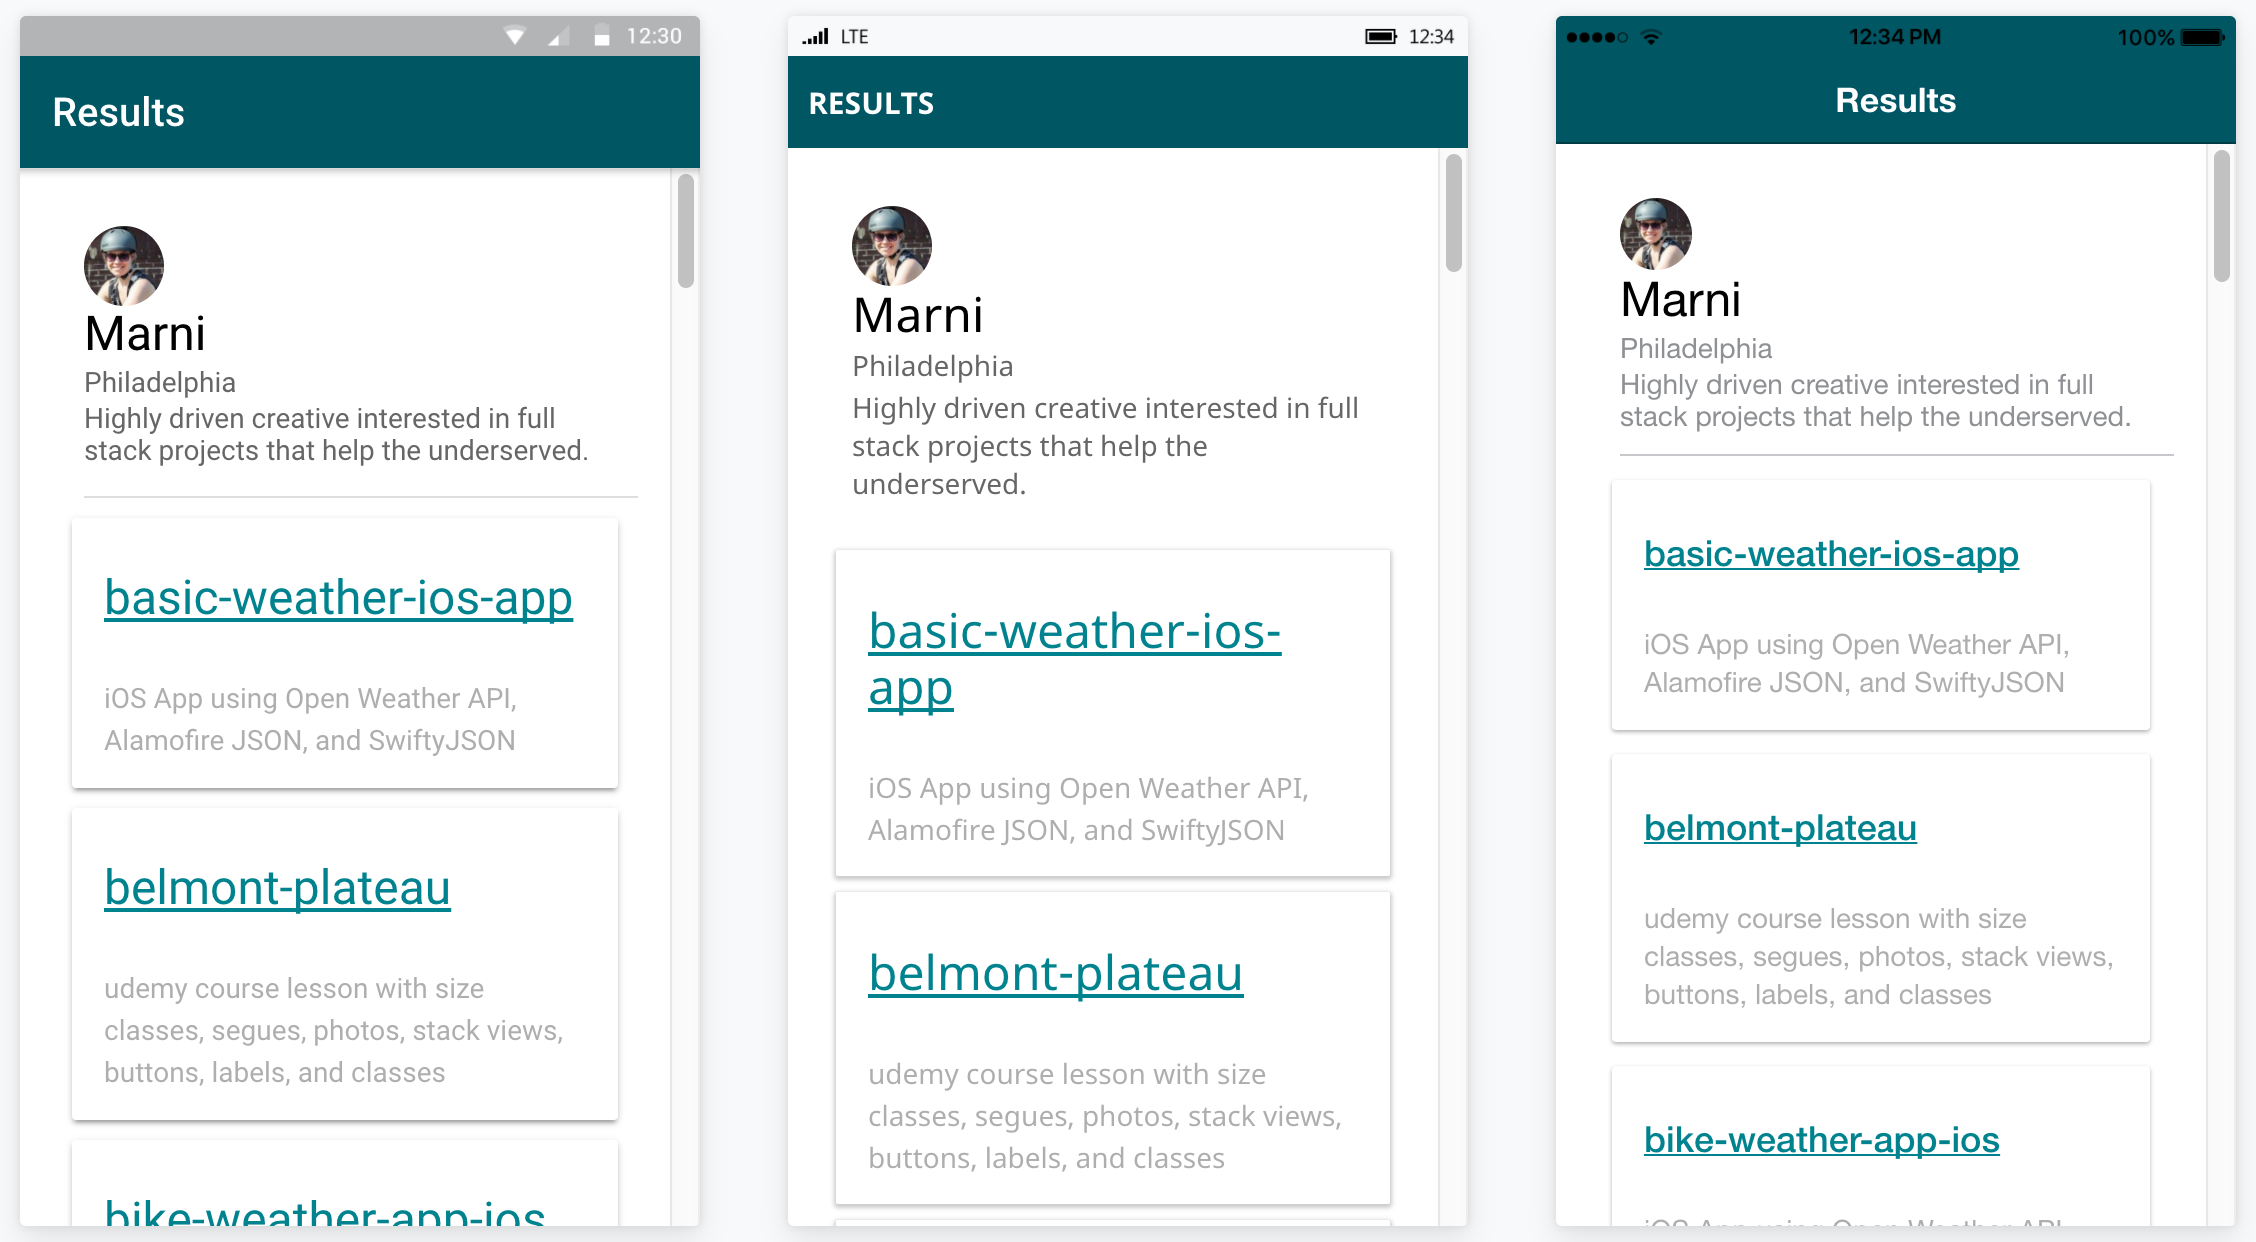 12:30
Results
Marni
Philadelphia
Highly driven creative interested in full
stack projects that help the underserved.
basic-weather-ios-app
iOS App using Open Weather API,
Alamofire JSON, and SwiftyJSON
belmont-plateau
udemy course lesson with size
classes, segues, photos, stack views,
buttons, labels, and classes
bike-weather-app-ios
LTE 12:34
RESULTS
Marni
Philadelphia
Highly driven creative interested in full
stack projects that help the
underserved.
basic-weather-ios-
app
iOS App using Open Weather API,
Alamofire JSON, and SwiftyJSON
belmont-plateau
udemy course lesson with size
classes, segues, photos, stack views,
buttons, labels, and classes
12:34 PM 100%
Results
Marni
Philadelphia
Highly driven creative interested in full
stack projects that help the underserved.
basic-weather-ios-app
iOS App using Open Weather API,
Alamofire JSON, and SwiftyJSON
belmont-plateau
udemy course lesson with size
classes, segues, photos, stack views,
buttons, labels, and classes
bike-weather-app-ios
iOS App using Open Weather API